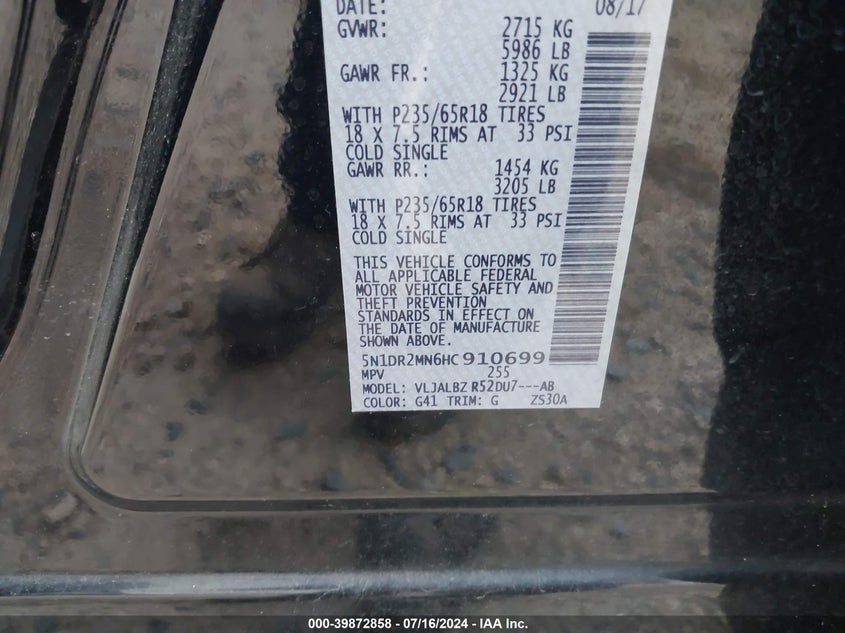 DATE: 08/17
GVWR: 2715 KG
5986 LB
GAWR FR.: 1325 KG
2921 LB
WITH P235/65R18 TIRES
18 X 7.5 RIMS AT 33 PSI
COLD SINGLE
GAWR RR.: 1454 KG
3205 LB
WITH P235/65R18 TIRES
18 X 7.5 RIMS AT 33 PSI
COLD SINGLE
THIS VEHICLE CONFORMS TO
ALL APPLICABLE FEDERAL
MOTOR VEHICLE SAFETY AND
THEFT PREVENTION
STANDARDS IN EFFECT ON
THE DATE OF MANUFACTURE
SHOWN ABOVE.
5N1DR2MN6HC910699
MPV 255
MODEL: VLJALBZ R52DU7---AB
COLOR: G41 TRIM: G ZS30A
000-39872858 - 07/16/2024 - IAA Inc.